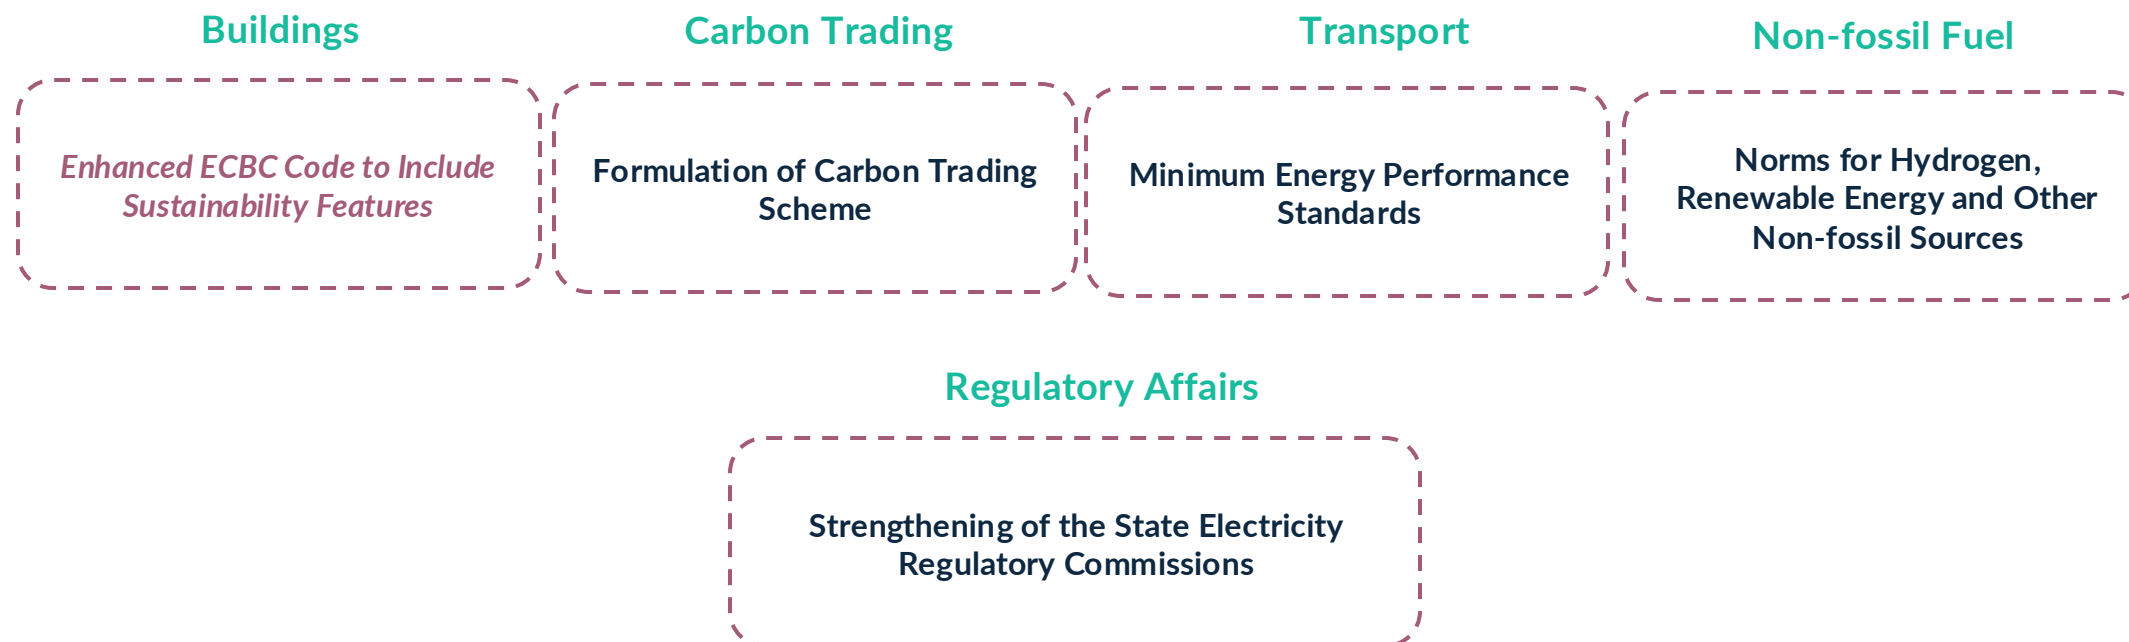 Buildings
Enhanced ECBC Code to Include
Sustainability Features
Carbon Trading
Formulation of Carbon Trading
Scheme
Transport
Minimum Energy Performance
Standards
Non-fossil Fuel
Norms for Hydrogen,
Renewable Energy and Other
Non-fossil Sources
Regulatory Affairs
Strengthening of the State Electricity
Regulatory Commissions